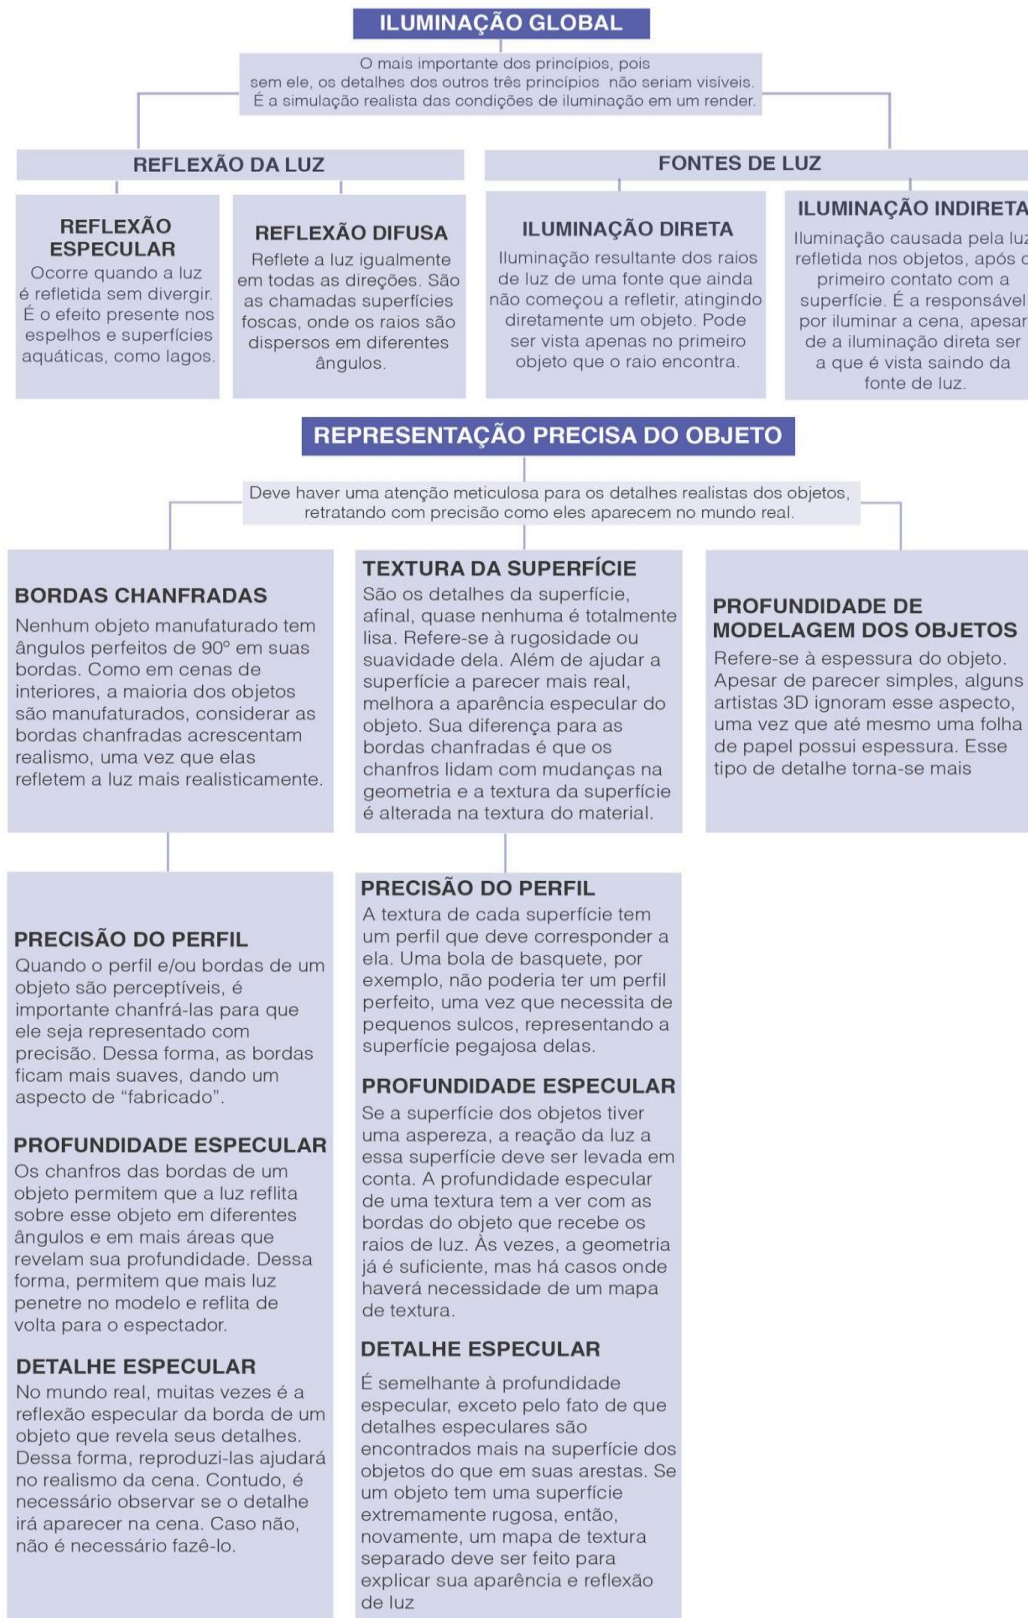 ILUMINAÇÃO GLOBAL
O mais importante dos princípios, pois
sem ele, os detalhes dos outros três princípios não seriam visíveis.
É a simulação realista das condições de iluminação em um render.
REFLEXÃO DA LUZ
REFLEXÃO
ESPECULAR
Ocorre quando a luz
é refletida sem divergir.
É o efeito presente nos
espelhos e superfícies
aquáticas, como lagos.
REFLEXÃO DIFUSA
Reflete a luz igualmente
em todas as direções. São
as chamadas superfícies
foscas, onde os raios são
dispersos em diferentes
ângulos.
FONTES DE LUZ
ILUMINAÇÃO DIRETA
Iluminação resultante dos raios
de luz de uma fonte que ainda
não começou a refletir, atingindo
diretamente um objeto. Pode
ser vista apenas no primeiro
objeto que o raio encontra.
ILUMINAÇÃO INDIRETA
Iluminação causada pela luz
refletida nos objetos, após o
primeiro contato com a
superfície. É a responsável
por iluminar a cena, apesar
de a iluminação direta ser
a que é vista saindo da
fonte de luz.
REPRESENTAÇÃO PRECISA DO OBJETO
Deve haver uma atenção meticulosa para os detalhes realistas dos objetos,
retratando com precisão como eles aparecem no mundo real.
BORDAS CHANFRADAS
Nenhum objeto manufaturado tem
ângulos perfeitos de 90º em suas
bordas. Como em cenas de
interiores, a maioria dos objetos
são manufaturados, considerar as
bordas chanfradas acrescentam
realismo, uma vez que elas
refletem a luz mais realisticamente.
PRECISÃO DO PERFIL
Quando o perfil e/ou bordas de um
objeto são perceptíveis, é
importante chanfrá-las para que
ele seja representado com
precisão. Dessa forma, as bordas
ficam mais suaves, dando um
aspecto de “fabricado”.
PROFUNDIDADE ESPECULAR
Os chanfros das bordas de um
objeto permitem que a luz reflita
sobre esse objeto em diferentes
ângulos e em mais áreas que
revelam sua profundidade. Dessa
forma, permitem que mais luz
penetre no modelo e reflita de
volta para o espectador.
DETALHE ESPECULAR
No mundo real, muitas vezes é a
reflexão especular da borda de um
objeto que revela seus detalhes.
Dessa forma, reproduzi-las ajudará
no realismo da cena. Contudo, é
necessário observar se o detalhe
irá aparecer na cena. Caso não,
não é necessário fazê-lo.
TEXTURA DA SUPERFÍCIE
São os detalhes da superfície,
afinal, quase nenhuma é totalmente
lisa. Refere-se à rugosidade ou
suavidade dela. Além de ajudar a
superfície a parecer mais real,
melhora a aparência especular do
objeto. Sua diferença para as
bordas chanfradas é que os
chanfros lidam com mudanças na
geometria e a textura da superfície
é alterada na textura do material.
PRECISÃO DO PERFIL
A textura de cada superfície tem
um perfil que deve corresponder a
ela. Uma bola de basquete, por
exemplo, não poderia ter um perfil
perfeito, uma vez que necessita de
pequenos sulcos, representando a
superfície pegajosa delas.
PROFUNDIDADE ESPECULAR
Se a superfície dos objetos tiver
uma aspereza, a reação da luz a
essa superfície deve ser levada em
conta. A profundidade especular
de uma textura tem a ver com as
bordas do objeto que recebe os
raios de luz. Às vezes, a geometria
já é suficiente, mas há casos onde
haverá necessidade de um mapa
de textura.
DETALHE ESPECULAR
É semelhante à profundidade
especular, exceto pelo fato de que
detalhes especulares são
encontrados mais na superfície dos
objetos do que em suas arestas. Se
um objeto tem uma superfície
extremamente rugosa, então,
novamente, um mapa de textura
separado deve ser feito para
explicar sua aparência e reflexão
de luz
PROFUNDIDADE DE
MODELAGEM DOS OBJETOS
Refere-se à espessura do objeto.
Apesar de parecer simples, alguns
artistas 3D ignoram esse aspecto,
uma vez que até mesmo uma folha
de papel possui espessura. Esse
tipo de detalhe torna-se mais